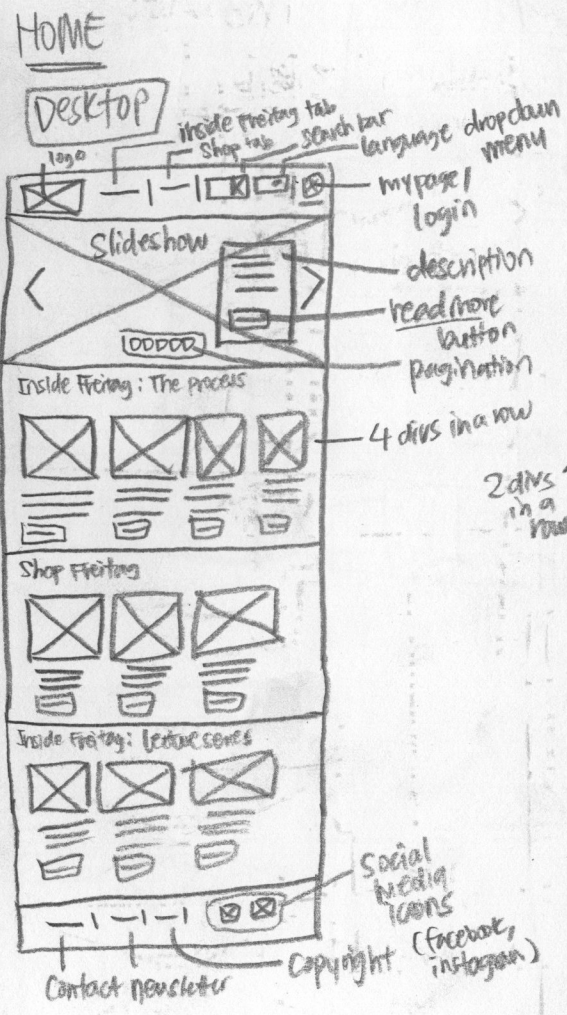 HOME
Desktop
inside Freitag tab
logo
Shop tab
Search bar
language dropdown
menu
mypage/
login
Slideshow
description
read more
button
pagination
Inside Freitag: The process
4 divs in a row
2 divs
in a
row
Shop Freitag
Inside Freitag: lecture series
Social
Media
icons
(facebook,
instagram)
Copyright
Contact newsletter